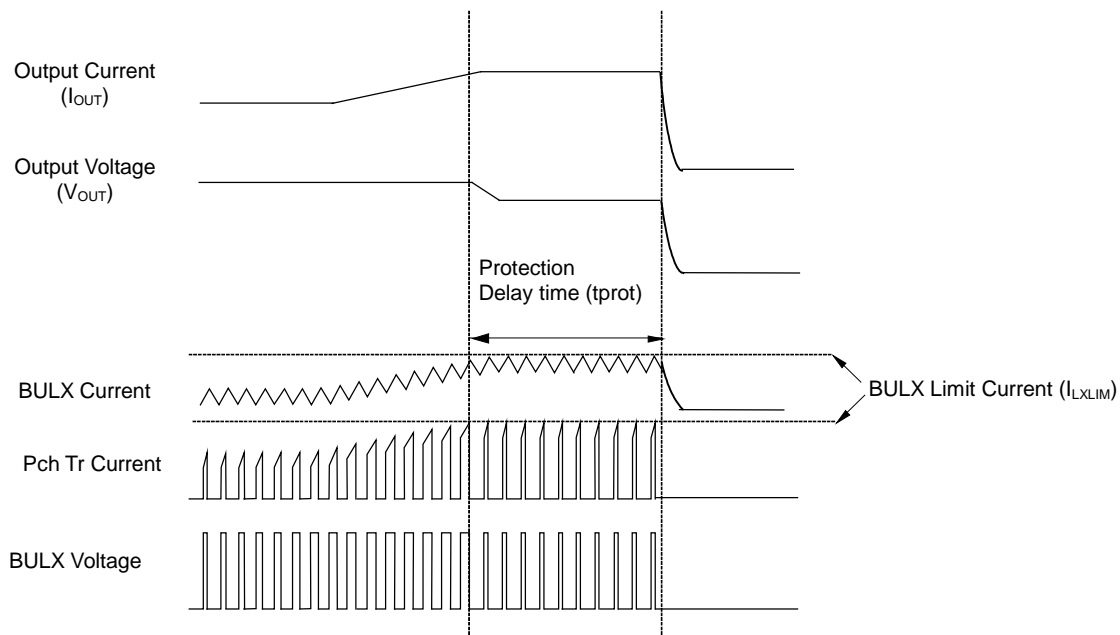 Output Current
(IOUT)
Output Voltage
(VOUT)
Protection
Delay time (tprot)
BULX Current
BULX Limit Current (ILXLIM)
Pch Tr Current
BULX Voltage